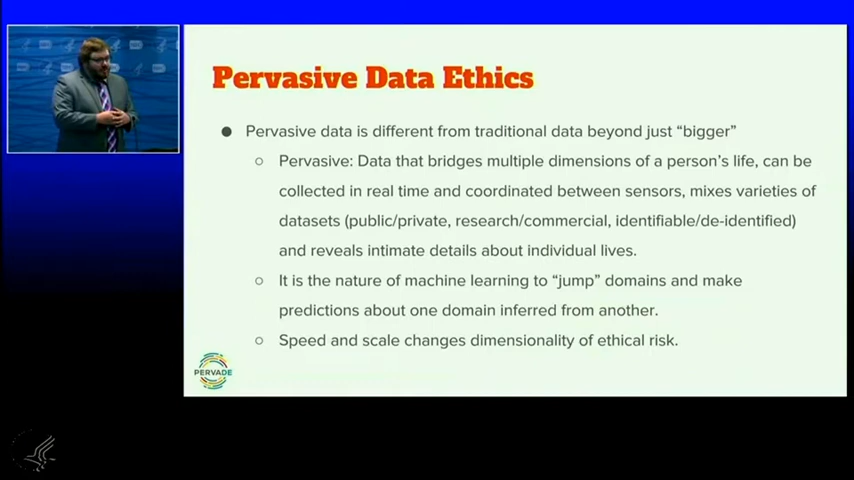 Pervasive Data Ethics
● Pervasive data is different from traditional data beyond just “bigger”
○ Pervasive: Data that bridges multiple dimensions of a person’s life, can be
collected in real time and coordinated between sensors, mixes varieties of
datasets (public/private, research/commercial, identifiable/de-identified)
and reveals intimate details about individual lives.
○ It is the nature of machine learning to “jump” domains and make
predictions about one domain inferred from another.
○ Speed and scale changes dimensionality of ethical risk.
PERVADE